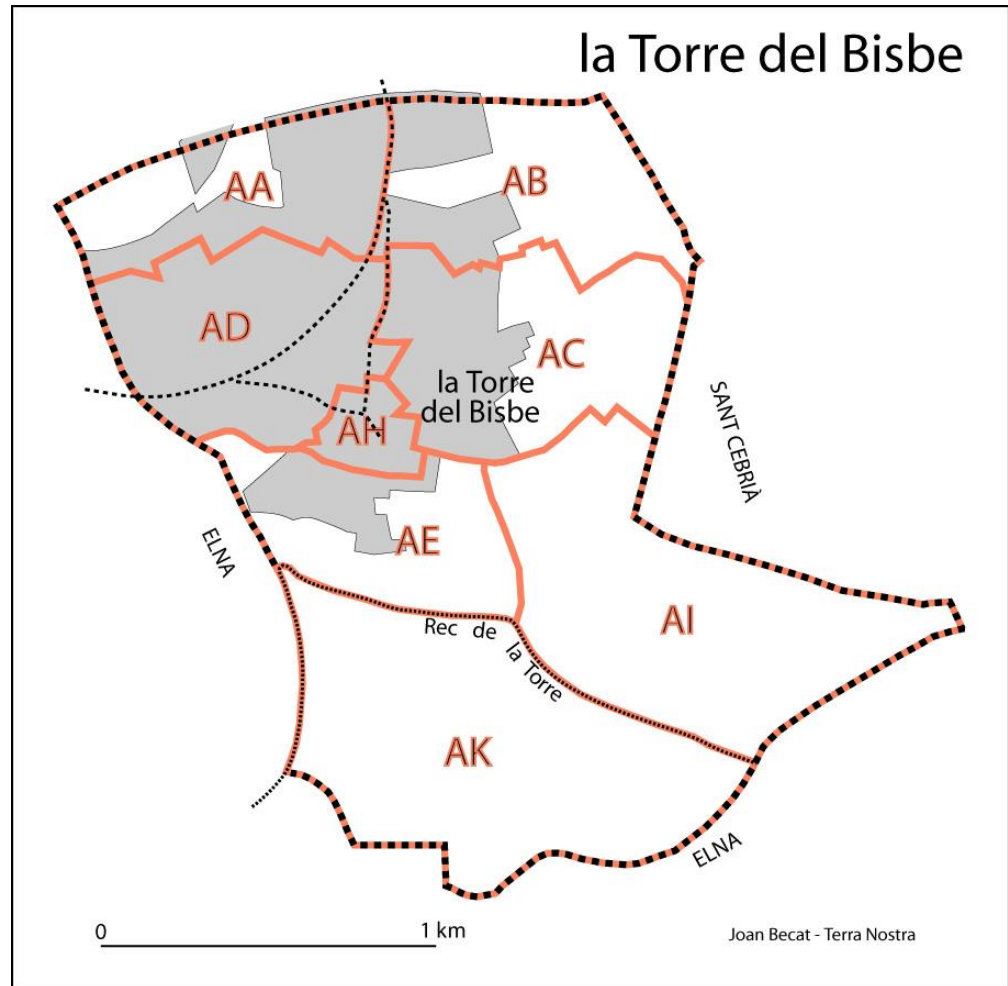 la Torre del Bisbe
AA
AB
AD
AC
la Torre
del Bisbe
AH
SANT CEBRIÀ
ELNA
AE
AI
Rec de
la Torre
AK
ELNA
0
1 km
Joan Becat - Terra Nostra